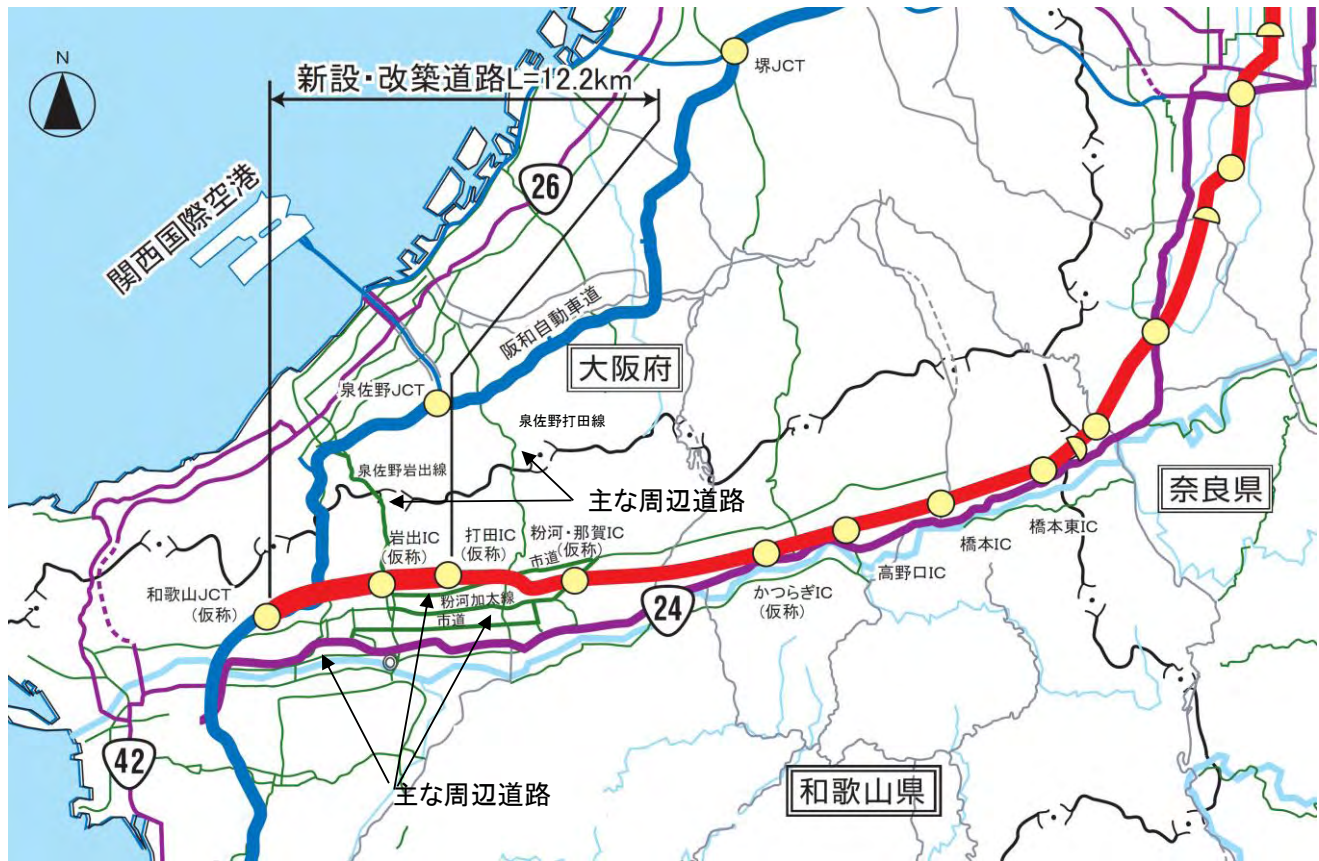 N
新設・改築道路L=12.2km
堺JCT
26
関西国際空港
阪和自動車道
大阪府
泉佐野JCT
泉佐野打田線
泉佐野岩出線
主な周辺道路
奈良県
岩出IC
(仮称)
打田IC
(仮称)
粉河・那賀IC
(仮称)
市道
橋本東IC
橋本IC
高野口IC
かつらぎIC
(仮称)
和歌山JCT
(仮称)
粉河加太線
市道
24
42
主な周辺道路
和歌山県